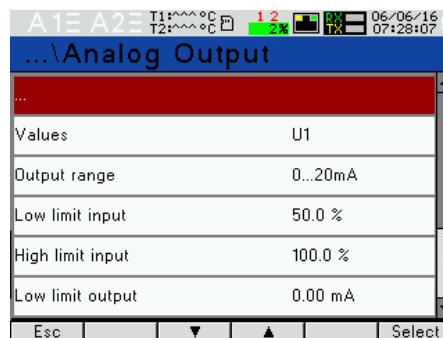 A1 A2 T1:^^^°C 1 2 RX 06/06/16
T2:^^^°C 2% TX 07:28:07
...\Analog Output
...
Values U1
Output range 0...20mA
Low limit input 50.0 %
High limit input 100.0 %
Low limit output 0.00 mA
Esc ▼ ▲ Select